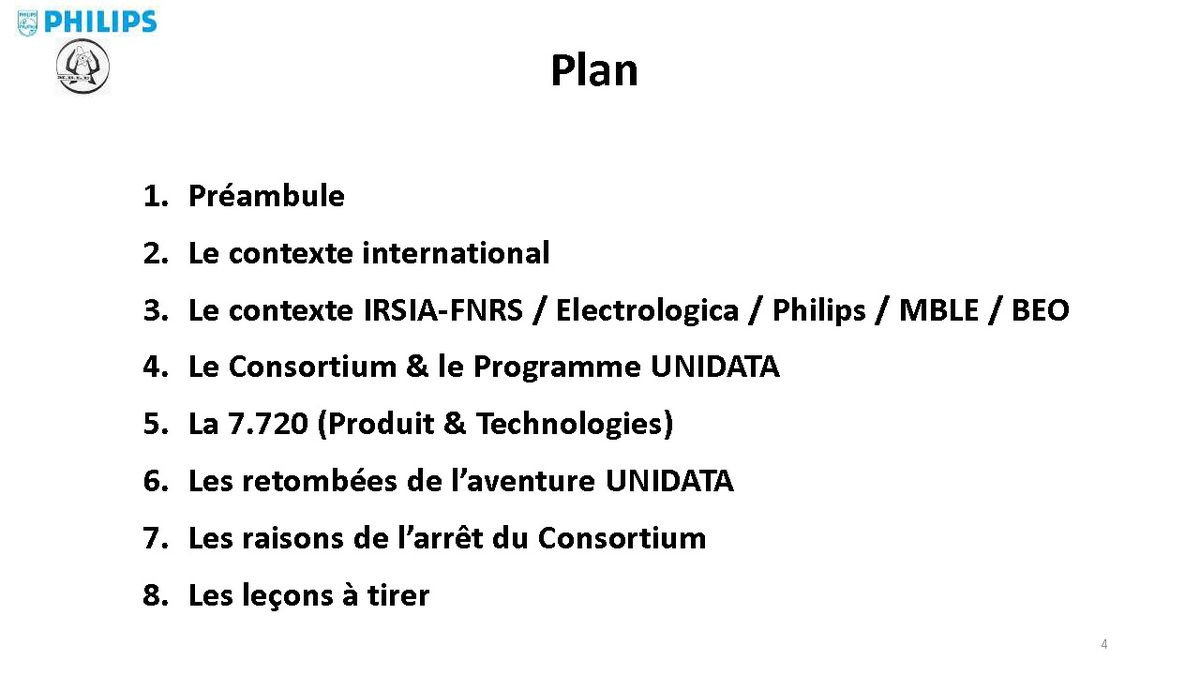 PHILIPS
M.B.L.E
Plan
1. Préambule
2. Le contexte international
3. Le contexte IRSIA-FNRS / Electrologica / Philips / MBLE / BEO
4. Le Consortium & le Programme UNIDATA
5. La 7.720 (Produit & Technologies)
6. Les retombées de l’aventure UNIDATA
7. Les raisons de l’arrêt du Consortium
8. Les leçons à tirer
4